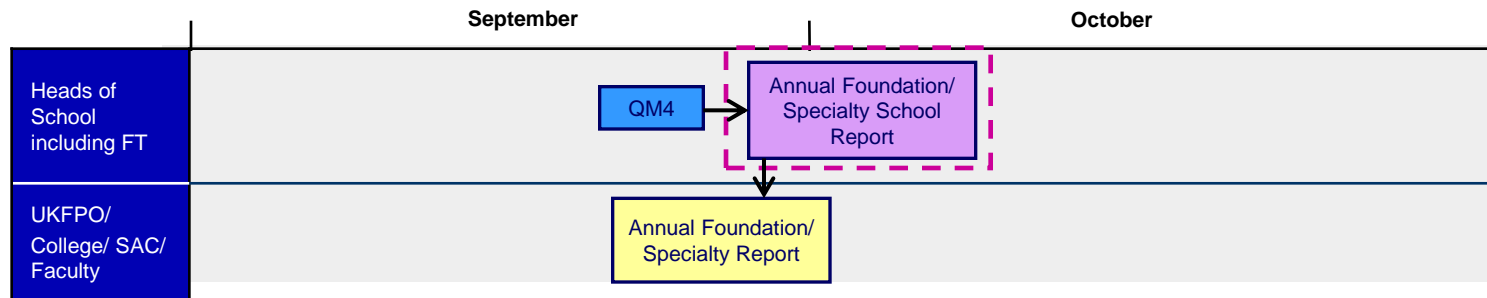 September
October
Heads of
School
including FT
QM4
Annual Foundation/
Specialty School
Report
UKFPO/
College/ SAC/
Faculty
Annual Foundation/
Specialty Report